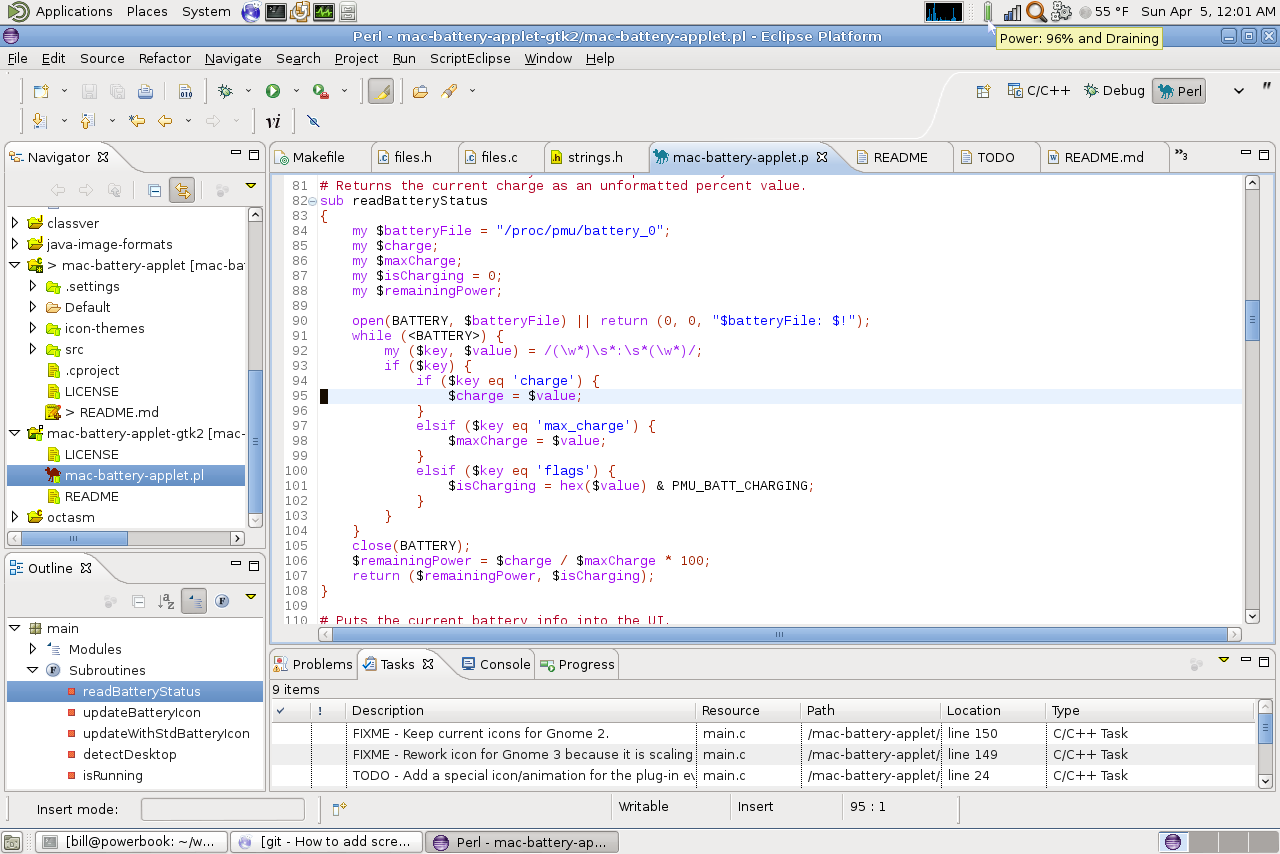 Applications Places System 55 °F Sun Apr 5, 12:01 AM
Perl - mac-battery-applet-gtk2/mac-battery-applet.pl - Eclipse Platform
Power: 96% and Draining
File Edit Source Refactor Navigate Search Project Run ScriptEclipse Window Help
010
C/C++ Debug Perl "
vi
Navigator
classver
java-image-formats
> mac-battery-applet [mac-ba
.settings
Default
icon-themes
src
.cproject
LICENSE
> README.md
mac-battery-applet-gtk2 [mac-
LICENSE
mac-battery-applet.pl
README
octasm
Outline
main
Modules
Subroutines
readBatteryStatus
updateBatteryIcon
updateWithStdBatteryIcon
detectDesktop
isRunning
Makefile files.h files.c strings.h mac-battery-applet.p README TODO README.md »3
81 # Returns the current charge as an unformatted percent value.
82 sub readBatteryStatus
83 {
84 my $batteryFile = "/proc/pmu/battery_0";
85 my $charge;
86 my $maxCharge;
87 my $isCharging = 0;
88 my $remainingPower;
89
90 open(BATTERY, $batteryFile) || return (0, 0, "$batteryFile: $!");
91 while (<BATTERY>) {
92 my ($key, $value) = /(\w*)\s*:\s*(\w*)/;
93 if ($key) {
94 if ($key eq 'charge') {
95 $charge = $value;
96 }
97 elsif ($key eq 'max_charge') {
98 $maxCharge = $value;
99 }
100 elsif ($key eq 'flags') {
101 $isCharging = hex($value) & PMU_BATT_CHARGING;
102 }
103 }
104 }
105 close(BATTERY);
106 $remainingPower = $charge / $maxCharge * 100;
107 return ($remainingPower, $isCharging);
108 }
109
110 # Puts the current battery info into the UI.
Problems Tasks Console Progress
9 items
! Description Resource Path Location Type
FIXME - Keep current icons for Gnome 2. main.c /mac-battery-applet/ line 150 C/C++ Task
FIXME - Rework icon for Gnome 3 because it is scaling main.c /mac-battery-applet/ line 149 C/C++ Task
TODO - Add a special icon/animation for the plug-in ev main.c /mac-battery-applet/ line 24 C/C++ Task
Insert mode: Writable Insert 95 : 1
[bill@powerbook: ~/w... [git - How to add scre... Perl - mac-battery-ap...